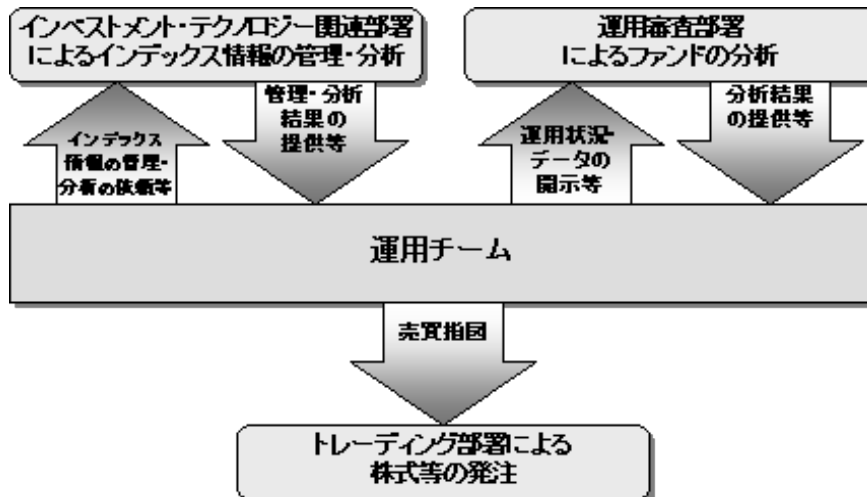 インベストメント・テクノロジー関連部署
によるインデックス情報の管理・分析
運用審査部署
によるファンドの分析
インデックス
情報の管理・
分析の依頼等
管理・分析
結果の
提供等
運用状況・
データの
開示等
分析結果
の提供等
運用チーム
売買指図
トレーディング部署による
株式等の発注